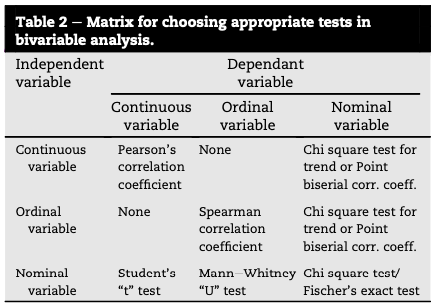 Table 2 – Matrix for choosing appropriate tests in
bivariable analysis.
Independent Dependant
variable variable
Continuous Ordinal Nominal
variable variable variable
Continuous Pearson's None Chi square test for
variable correlation trend or Point
coefficient biserial corr. coeff.
Ordinal None Spearman Chi square test for
variable correlation trend or Point
coefficient biserial corr. coeff.
Nominal Student's Mann–Whitney Chi square test/
variable "t" test "U" test Fischer's exact test